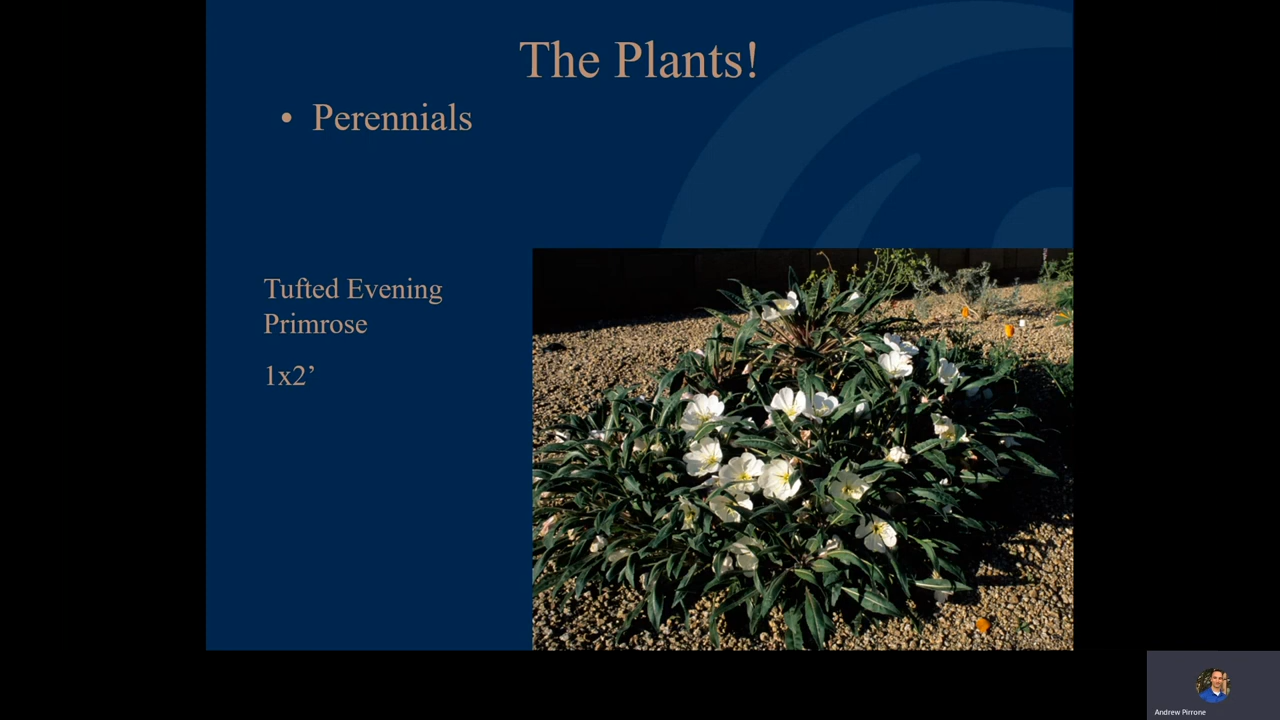 The Plants!
• Perennials
Tufted Evening
Primrose
1x2’
Andrew Pirrone